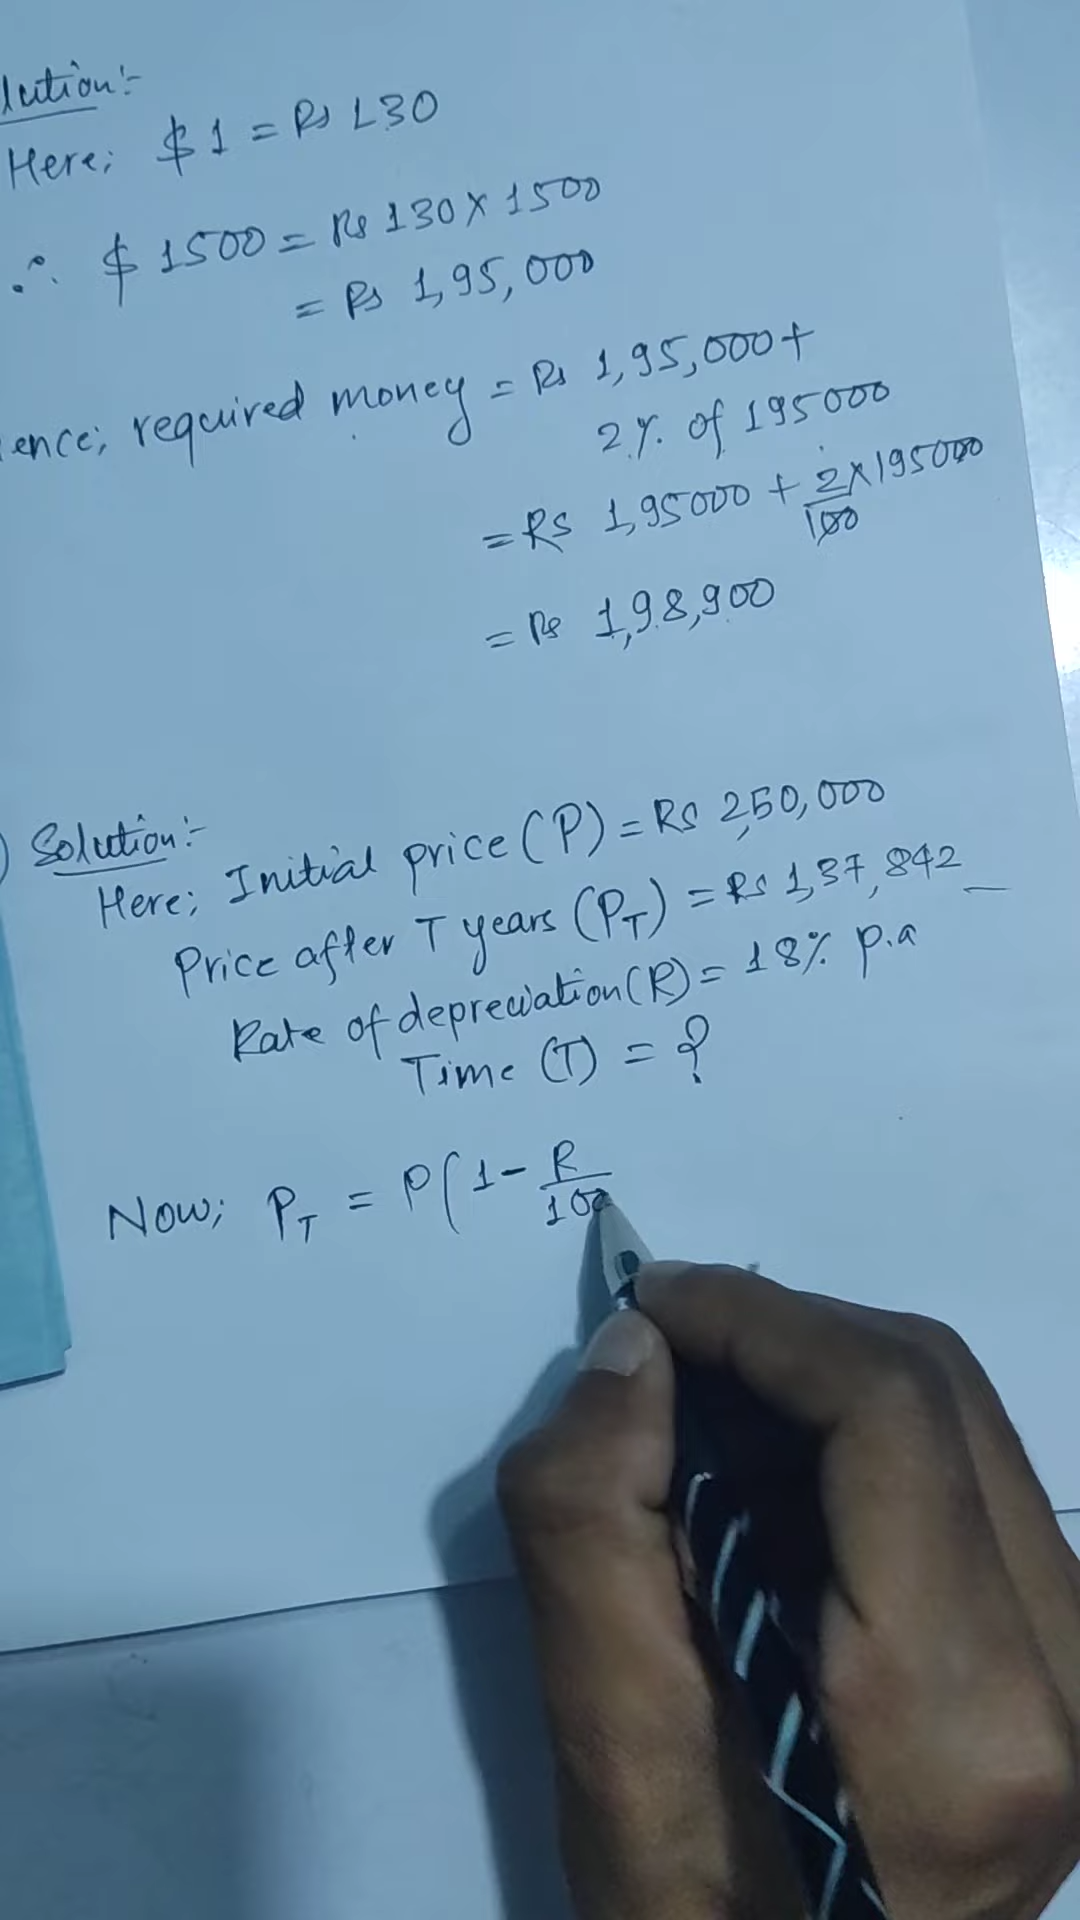 lution:-
Here; $1 = Rs 130
∴ $ 1500 = Rs 130 × 1500
= Rs 1,95,000
ence; required money = Rs 1,95,000 +
2% of 195000
= Rs 1,95000 + 2×195000/100
= Rs 1,98,900
Solution:-
Here; Initial price (P) = Rs 2,50,000
Price after T years (P_T) = Rs 1,37,842
Rate of depreciation (R) = 18% p.a
Time (T) = ?
Now; P_T = P(1 - R/100